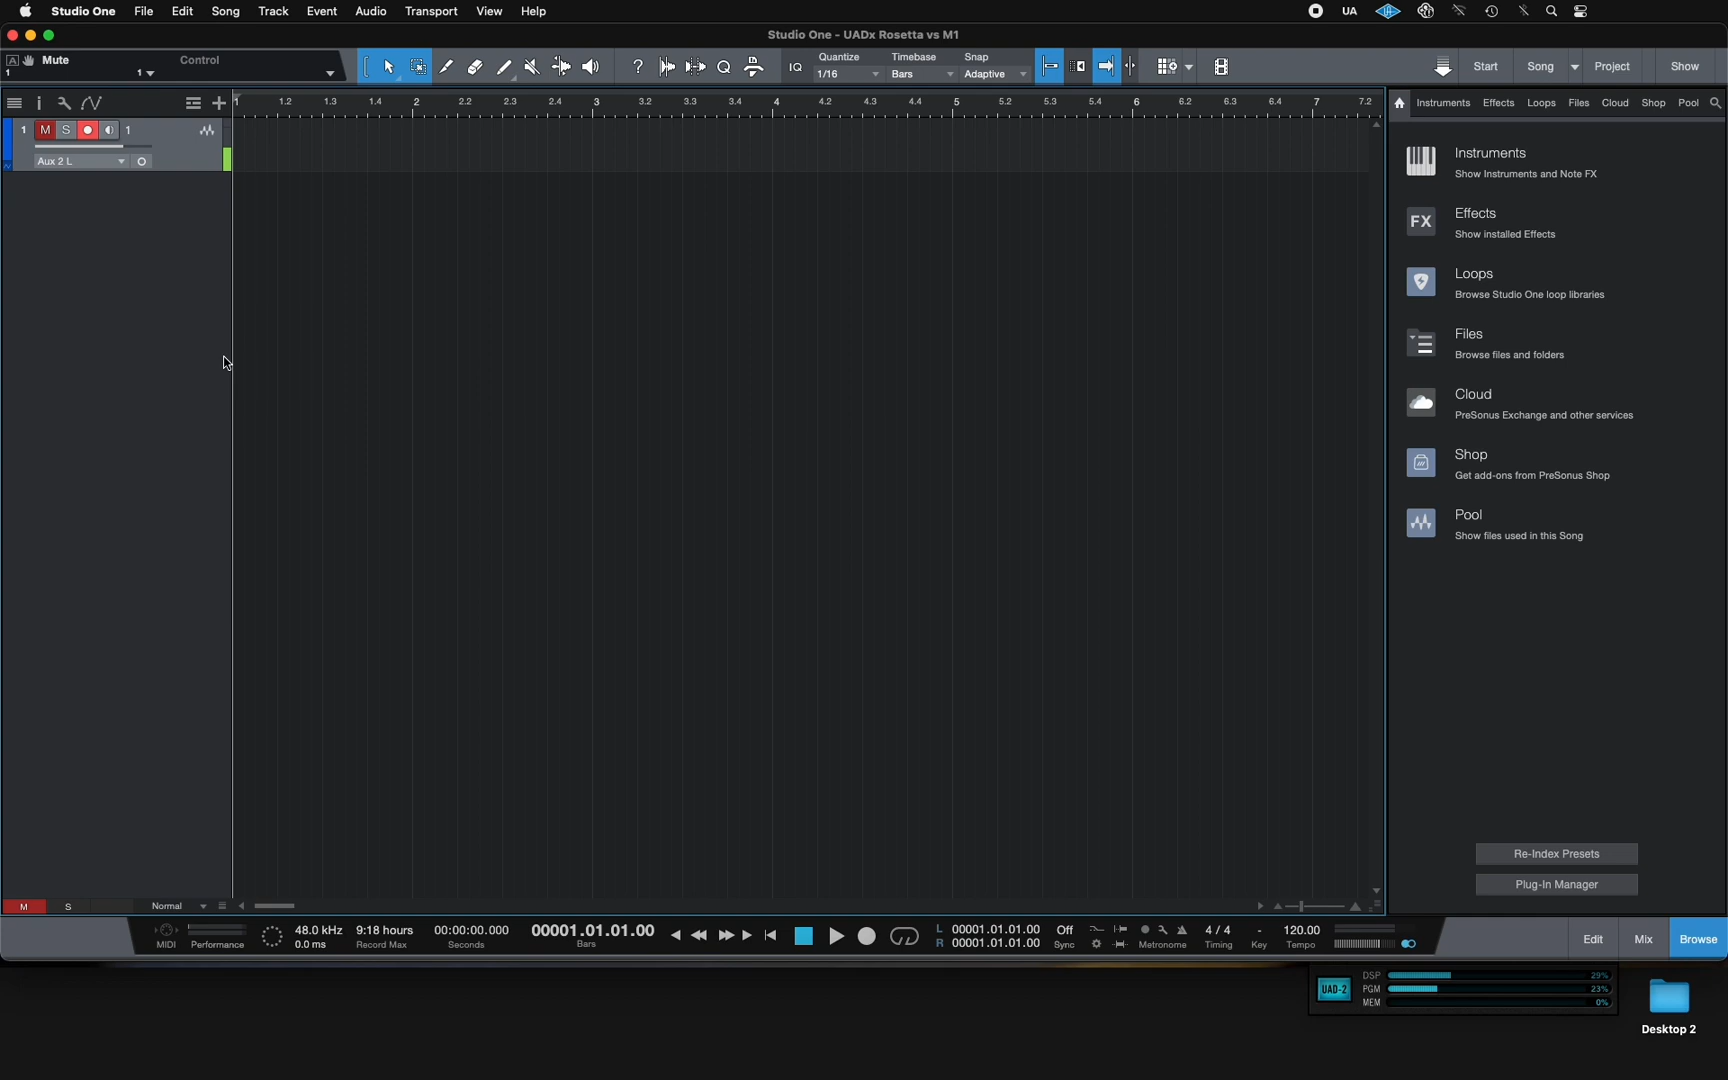 Studio One File Edit Song Track Event Audio Transport View Help UA
Studio One - UADx Rosetta vs M1
A Mute Control
1 1
? Q IQ
Quantize Timebase Snap
1/16 Bars Adaptive
Start Song Project Show
i
1 1.2 1.3 1.4 2 2.2 2.3 2.4 3 3.2 3.3 3.4 4 4.2 4.3 4.4 5 5.2 5.3 5.4 6 6.2 6.3 6.4 7 7.2
Instruments Effects Loops Files Cloud Shop Pool
1 M S 1
Aux 2 L
Instruments
Show Instruments and Note FX
FX
Effects
Show installed Effects
Loops
Browse Studio One loop libraries
Files
Browse files and folders
Cloud
PreSonus Exchange and other services
Shop
Get add-ons from PreSonus Shop
Pool
Show files used in this Song
Re-Index Presets
Plug-In Manager
M S Normal
MIDI Performance
48.0 kHz 9:18 hours 00:00:00.000 00001.01.01.00
0.0 ms Record Max Seconds Bars
L 00001.01.01.00 Off 4 / 4 - 120.00
R 00001.01.01.00 Sync Metronome Timing Key Tempo
Edit Mix Browse
UAD-2
DSP 29%
PGM 23%
MEM 0%
Desktop 2